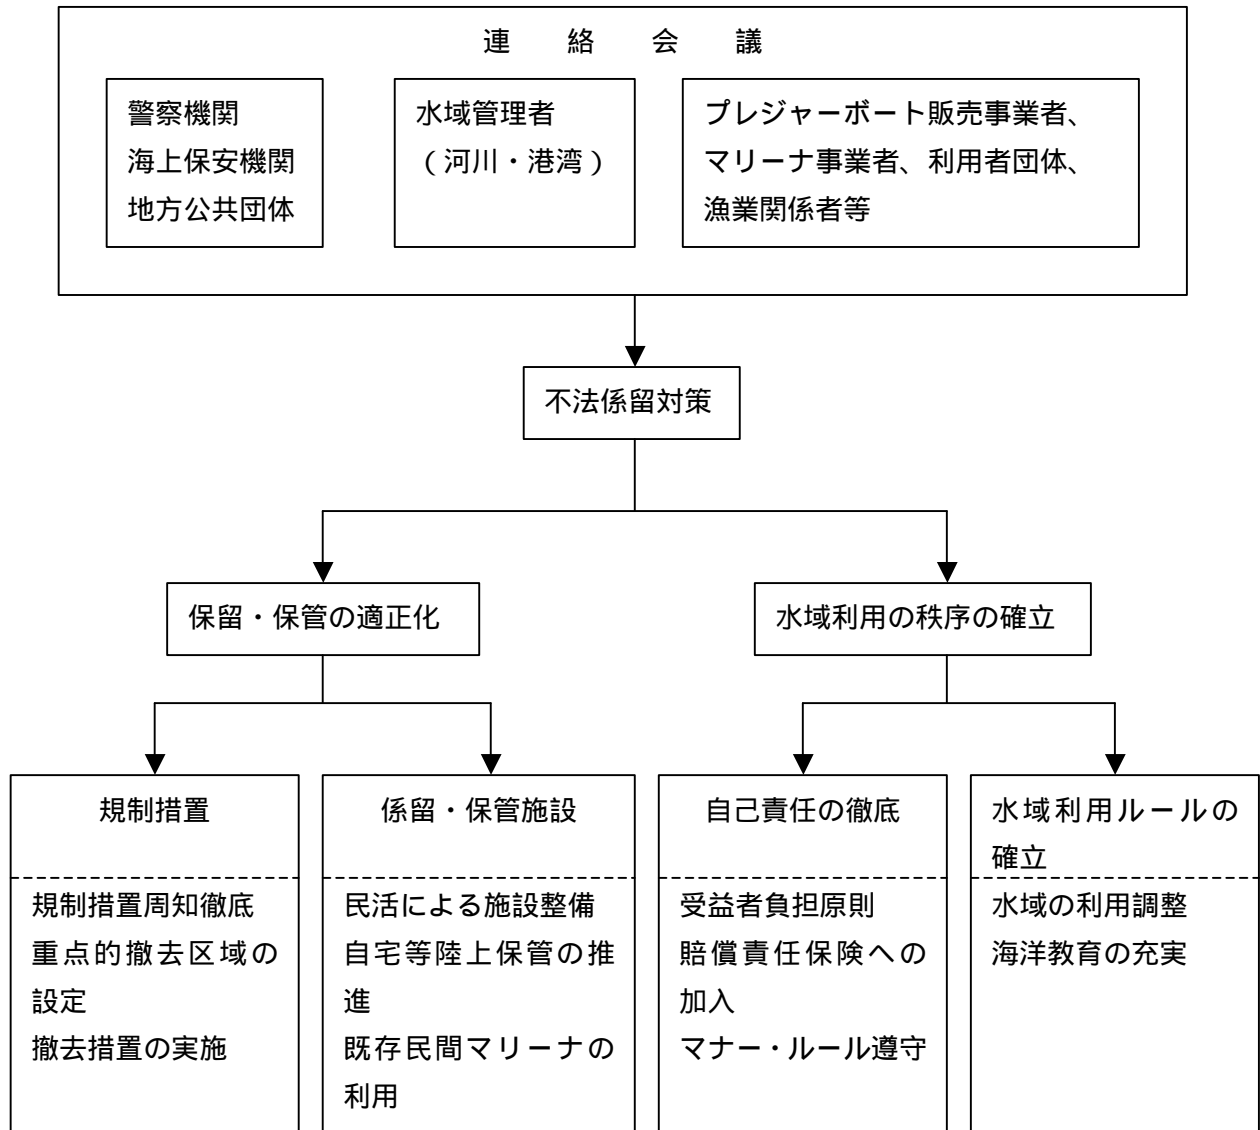 連絡会議
警察機関
海上保安機関
地方公共団体
水域管理者
（河川・港湾）
プレジャーボート販売事業者、
マリーナ事業者、利用者団体、
漁業関係者等
不法係留対策
保留・保管の適正化
水域利用の秩序の確立
規制措置
規制措置周知徹底
重点的撤去区域の
設定
撤去措置の実施
係留・保管施設
民活による施設整備
自宅等陸上保管の推
進
既存民間マリーナの
利用
自己責任の徹底
受益者負担原則
賠償責任保険への
加入
マナー・ルール遵守
水域利用ルールの
確立
水域の利用調整
海洋教育の充実